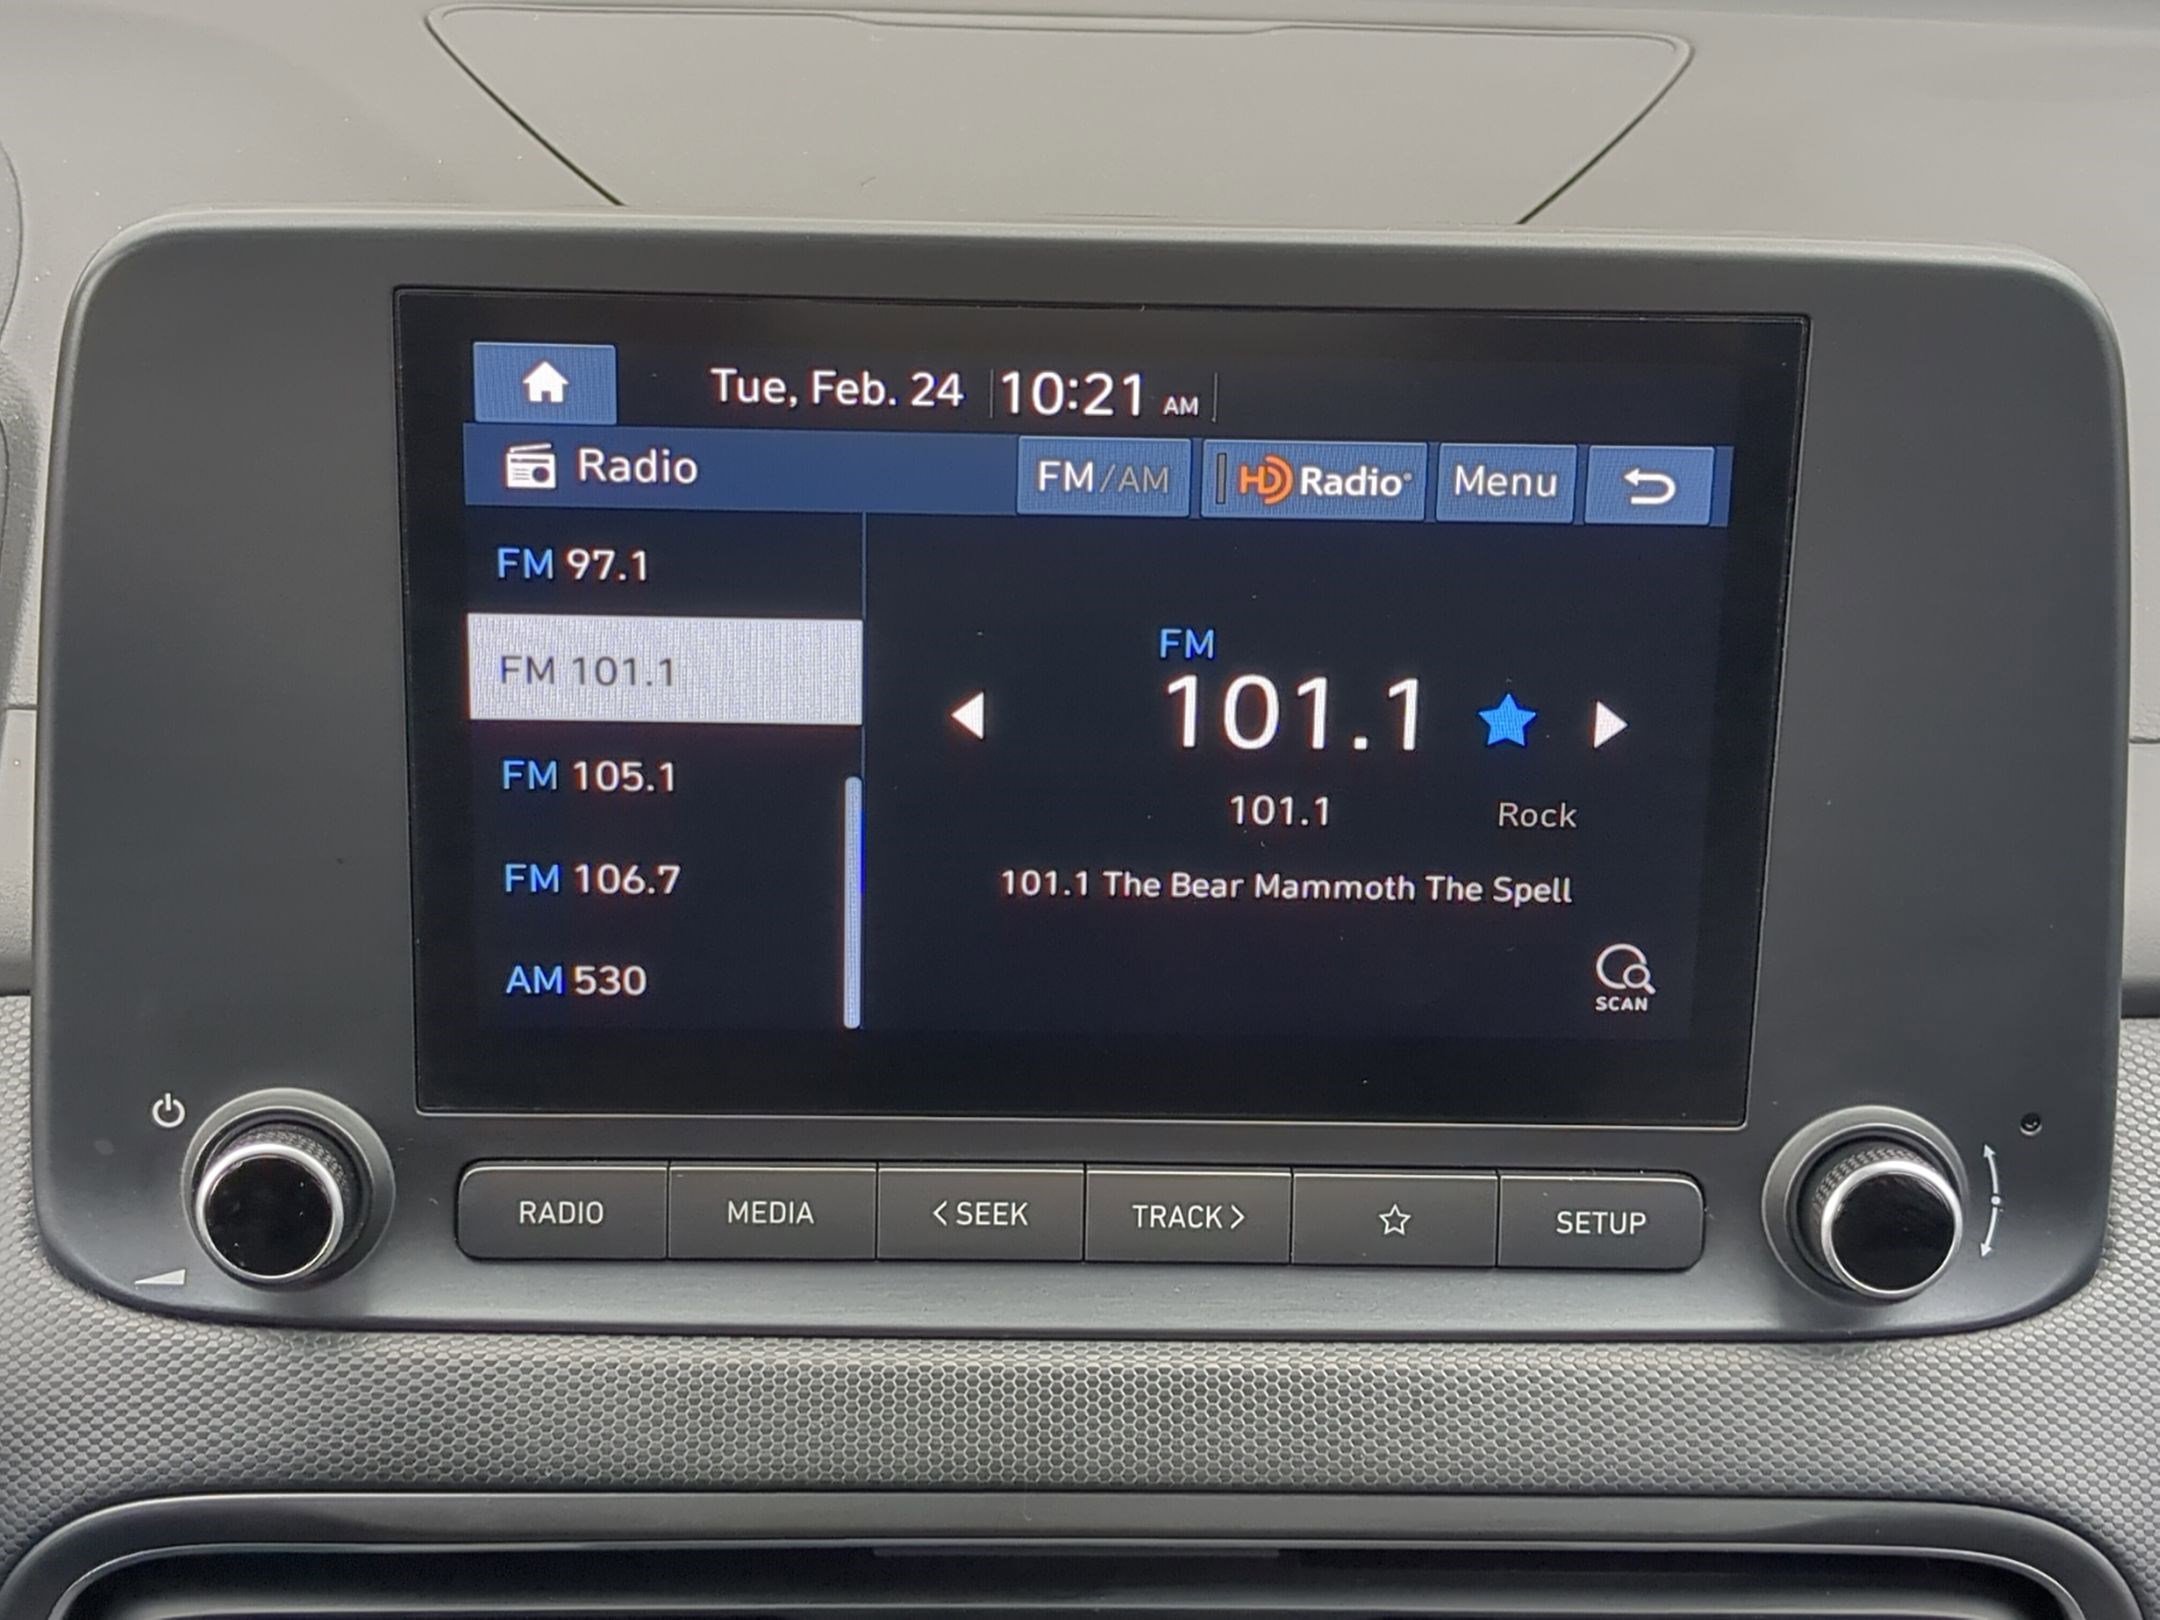 Tue, Feb. 24 10:21 AM
Radio FM/AM HD Radio Menu
FM 97.1
FM 101.1
FM 105.1
FM 106.7
AM 530
FM
101.1
101.1 Rock
101.1 The Bear Mammoth The Spell
SCAN
RADIO MEDIA < SEEK TRACK > SETUP